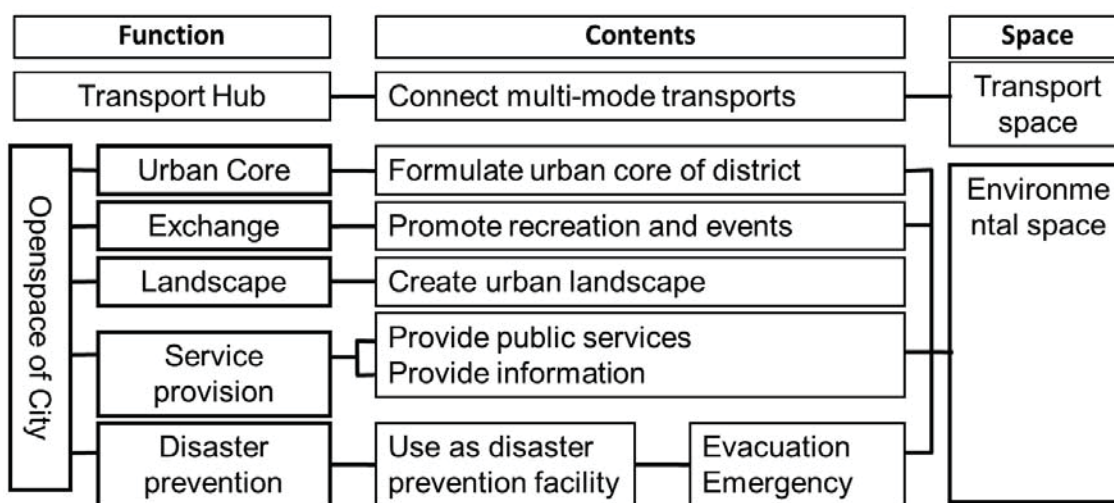 Function
Contents
Space
Transport Hub
Connect multi-mode transports
Transport
space
Openspace of City
Urban Core
Formulate urban core of district
Environme
ntal space
Exchange
Promote recreation and events
Landscape
Create urban landscape
Service
provision
Provide public services
Provide information
Disaster
prevention
Use as disaster
prevention facility
Evacuation
Emergency